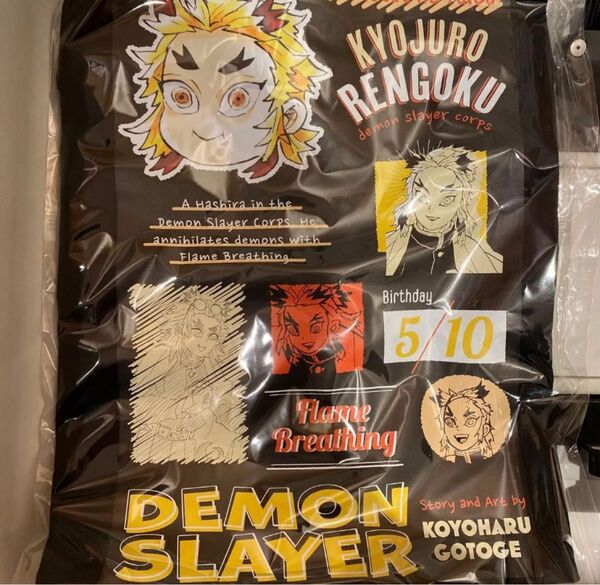 KYOJURO
RENGOKU
demon slayer corps
A Hashira in the
Demon Slayer Corps. He
annihilates demons with
Flame Breathing.
Birthday
5/10
Flame
Breathing
DEMON
SLAYER
Story and Art by
KOYOHARU
GOTOGE